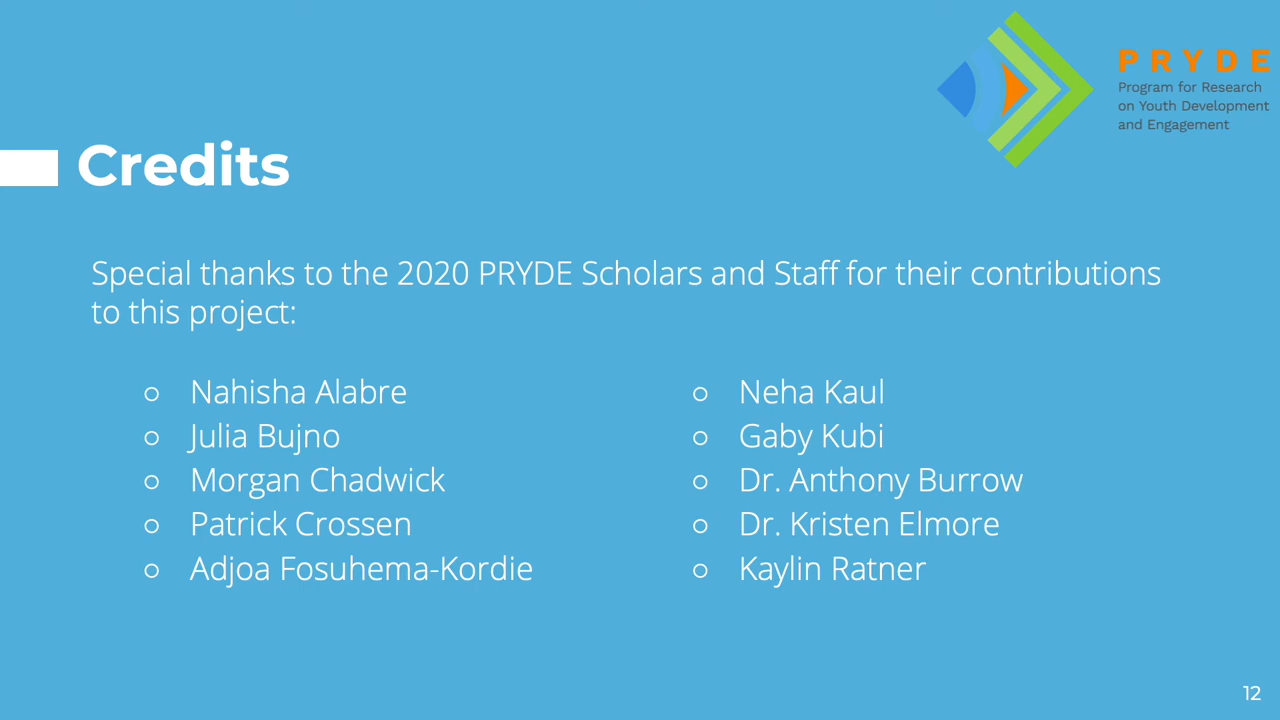 PRYDE
Program for Research
on Youth Development
and Engagement
Credits
Special thanks to the 2020 PRYDE Scholars and Staff for their contributions
to this project:
○ Nahisha Alabre
○ Julia Bujno
○ Morgan Chadwick
○ Patrick Crossen
○ Adjoa Fosuhema-Kordie
○ Neha Kaul
○ Gaby Kubi
○ Dr. Anthony Burrow
○ Dr. Kristen Elmore
○ Kaylin Ratner
12